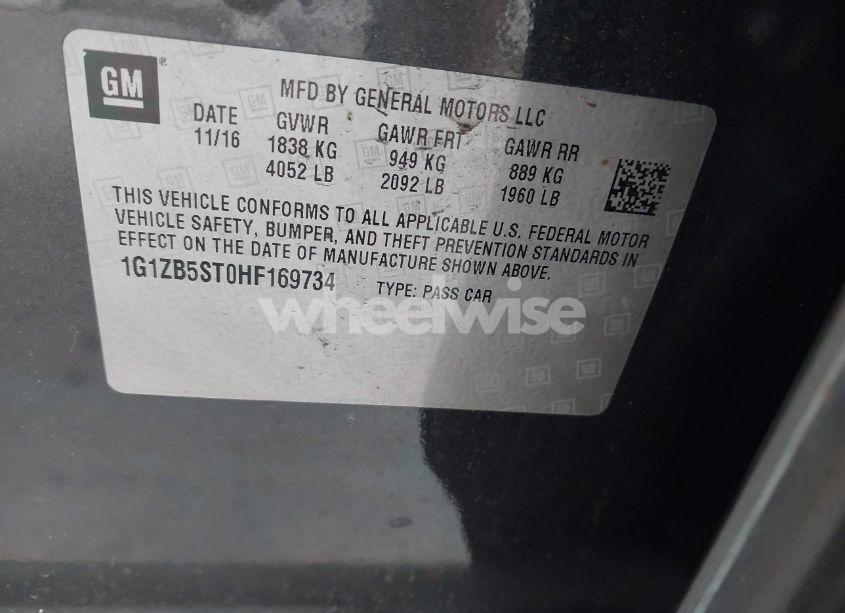 GM ®
MFD BY GENERAL MOTORS LLC
DATE GVWR GAWR FRT GAWR RR
11/16 1838 KG 949 KG 889 KG
4052 LB 2092 LB 1960 LB
THIS VEHICLE CONFORMS TO ALL APPLICABLE U.S. FEDERAL MOTOR
VEHICLE SAFETY, BUMPER, AND THEFT PREVENTION STANDARDS IN
EFFECT ON THE DATE OF MANUFACTURE SHOWN ABOVE.
1G1ZB5ST0HF169734 TYPE: PASS CAR
wheelwise